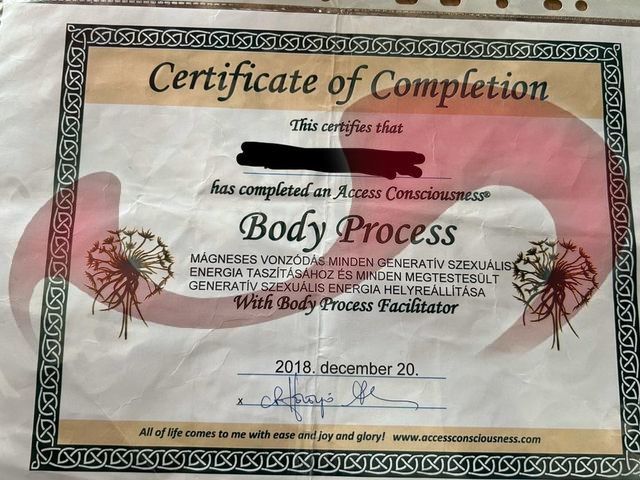 Certificate of Completion
This certifies that
has completed an Access Consciousness®
Body Process
MÁGNESES VONZÓDÁS MINDEN GENERATÍV SZEXUÁLIS
ENERGIA TASZÍTÁSÁHOZ ÉS MINDEN MEGTESTESÜLT
GENERATÍV SZEXUÁLIS ENERGIA HELYREÁLLÍTÁSA
With Body Process Facilitator
2018. december 20.
x
All of life comes to me with ease and joy and glory! www.accessconsciousness.com